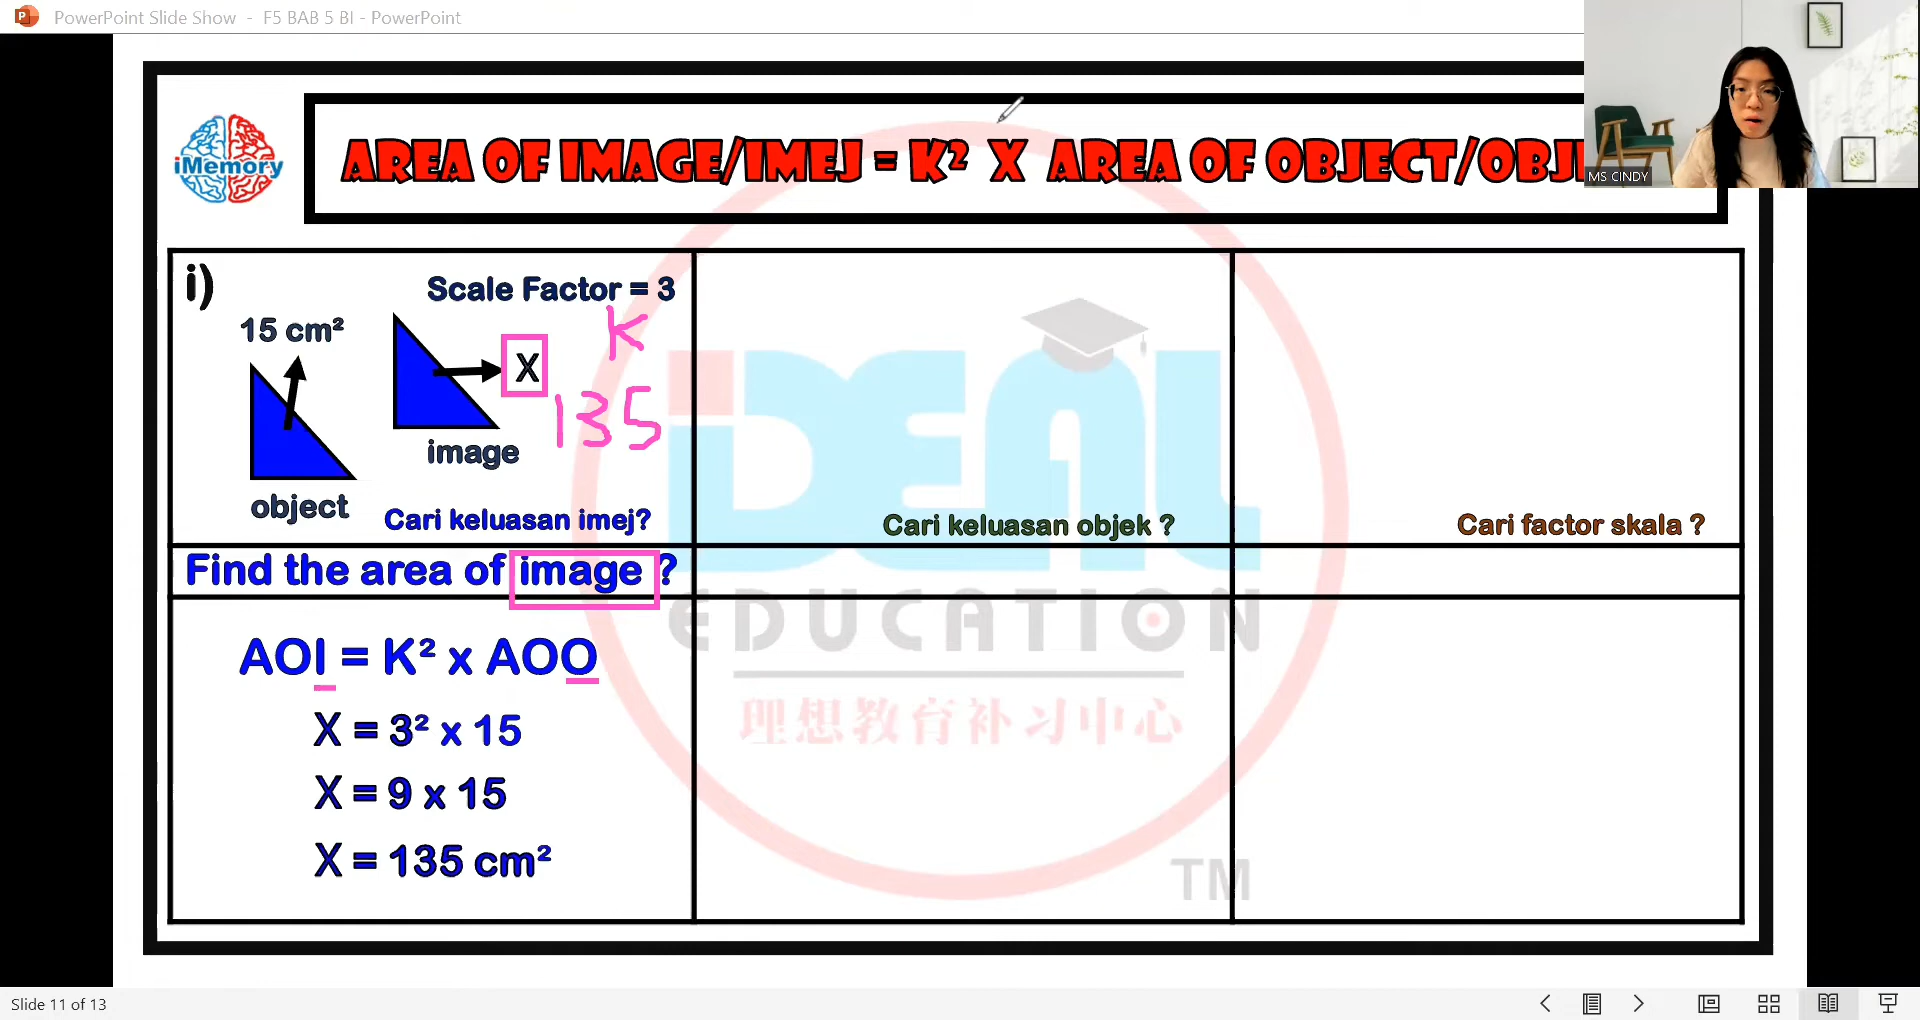 PowerPoint Slide Show - F5 BAB 5 BI - PowerPoint
iMemory
AREA OF IMAGE/IMEJ = K² X AREA OF OBJECT/OBJE
MS CINDY
i)
Scale Factor = 3
K
15 cm²
X
135
image
object
Cari keluasan imej?
Cari keluasan objek ?
Cari factor skala ?
Find the area of image ?
AOI = K² x AOO
X = 3² x 15
X = 9 x 15
X = 135 cm²
iDEAL
EDUCATION
理想教育补习中心
TM
Slide 11 of 13